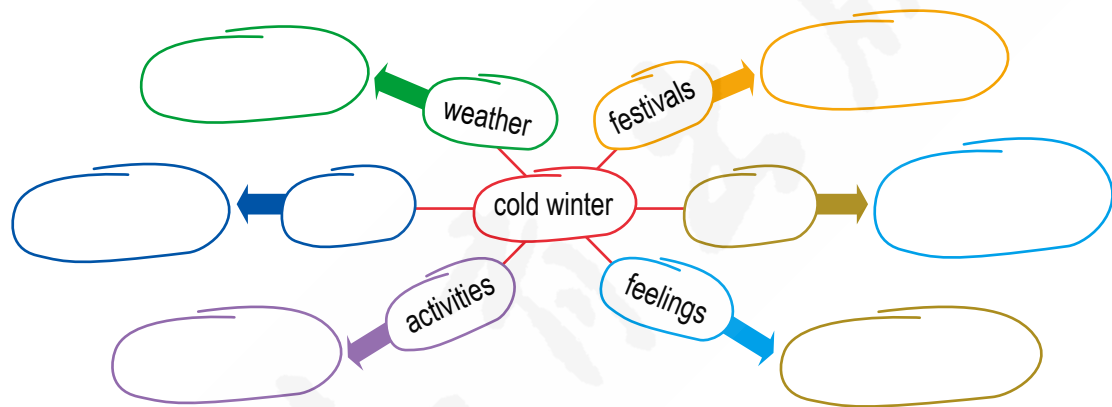 weather
festivals
cold winter
activities
feelings